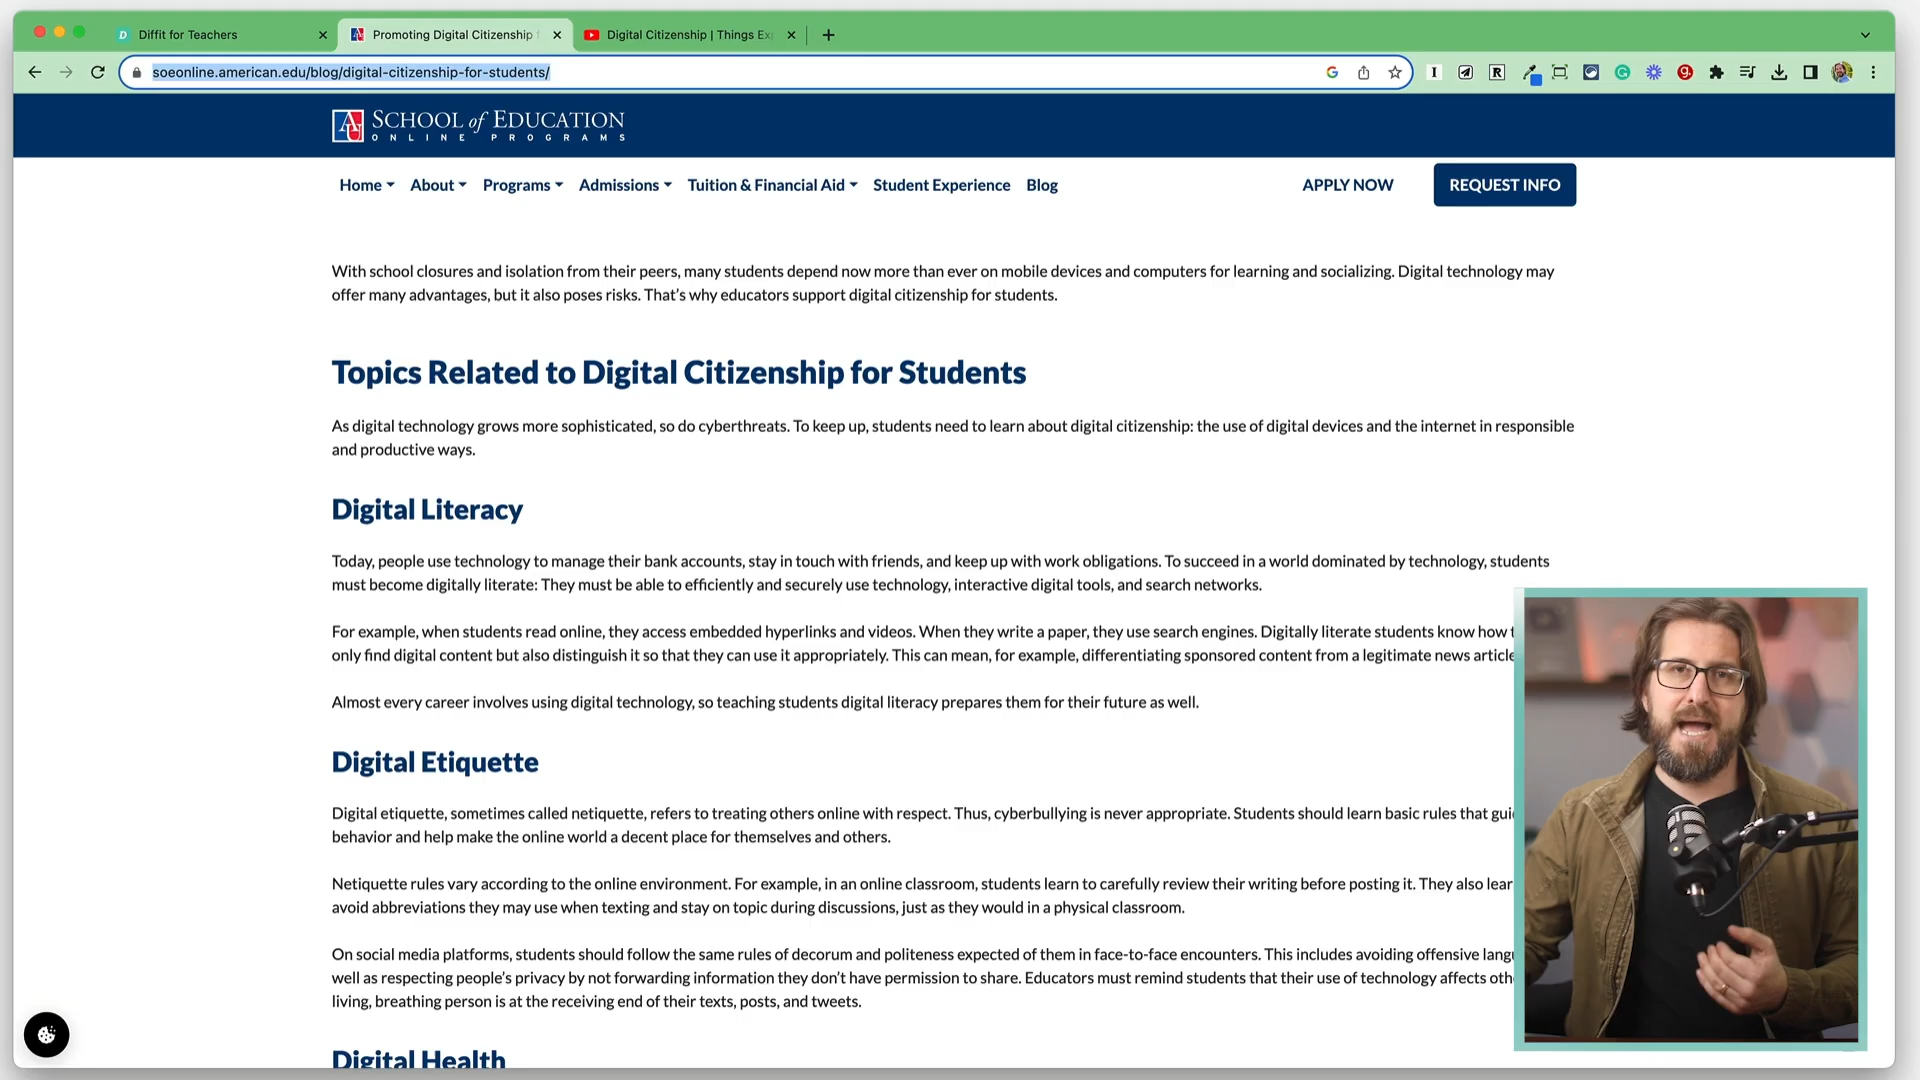 Diffit for Teachers
Promoting Digital Citizenship
Digital Citizenship | Things Ex
soeonline.american.edu/blog/digital-citizenship-for-students/
AU SCHOOL of EDUCATION
ONLINE PROGRAMS
Home About Programs Admissions Tuition & Financial Aid Student Experience Blog APPLY NOW REQUEST INFO
With school closures and isolation from their peers, many students depend now more than ever on mobile devices and computers for learning and socializing. Digital technology may
offer many advantages, but it also poses risks. That’s why educators support digital citizenship for students.
Topics Related to Digital Citizenship for Students
As digital technology grows more sophisticated, so do cyberthreats. To keep up, students need to learn about digital citizenship: the use of digital devices and the internet in responsible
and productive ways.
Digital Literacy
Today, people use technology to manage their bank accounts, stay in touch with friends, and keep up with work obligations. To succeed in a world dominated by technology, students
must become digitally literate: They must be able to efficiently and securely use technology, interactive digital tools, and search networks.
For example, when students read online, they access embedded hyperlinks and videos. When they write a paper, they use search engines. Digitally literate students know how
only find digital content but also distinguish it so that they can use it appropriately. This can mean, for example, differentiating sponsored content from a legitimate news article
Almost every career involves using digital technology, so teaching students digital literacy prepares them for their future as well.
Digital Etiquette
Digital etiquette, sometimes called netiquette, refers to treating others online with respect. Thus, cyberbullying is never appropriate. Students should learn basic rules that
behavior and help make the online world a decent place for themselves and others.
Netiquette rules vary according to the online environment. For example, in an online classroom, students learn to carefully review their writing before posting it. They also
avoid abbreviations they may use when texting and stay on topic during discussions, just as they would in a physical classroom.
On social media platforms, students should follow the same rules of decorum and politeness expected of them in face-to-face encounters. This includes avoiding offensive
well as respecting people’s privacy by not forwarding information they don’t have permission to share. Educators must remind students that their use of technology affects
living, breathing person is at the receiving end of their texts, posts, and tweets.
Digital Health